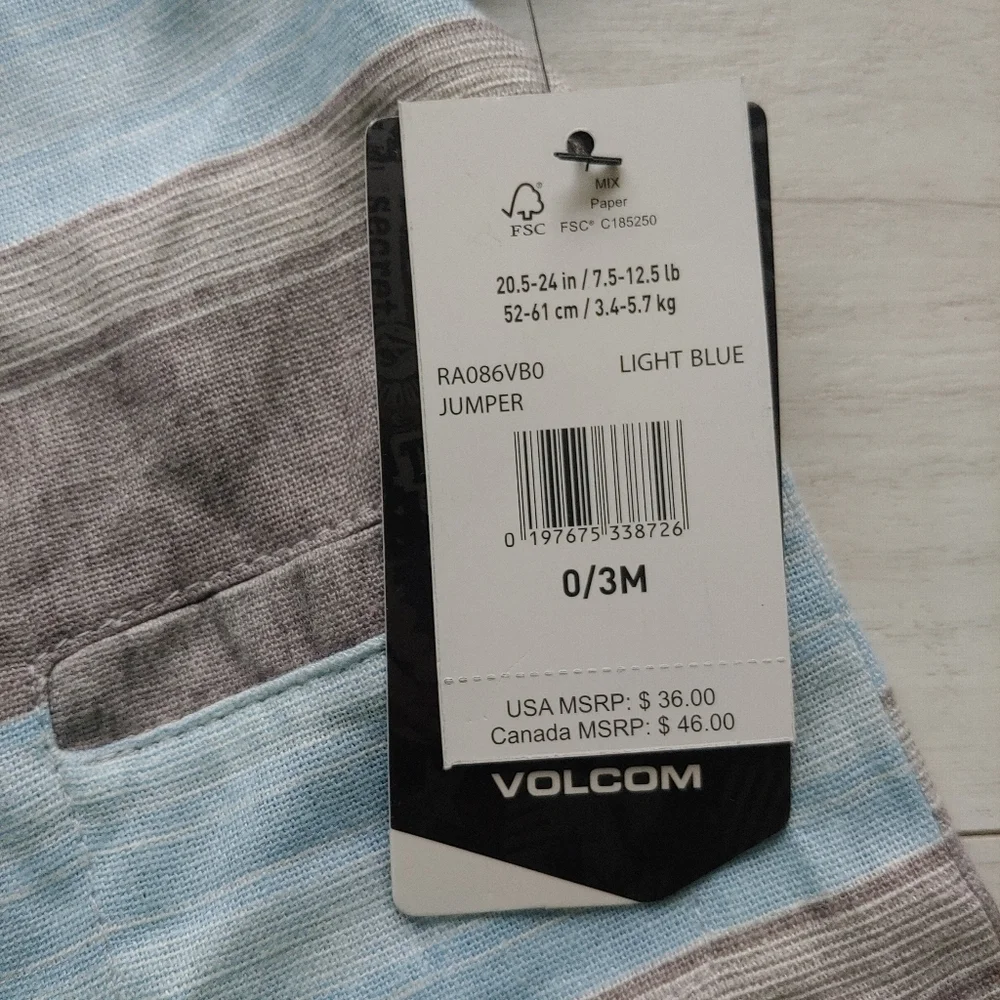 secret
MIX
Paper
FSC® C185250
FSC®
20.5-24 in / 7.5-12.5 lb
52-61 cm / 3.4-5.7 kg
RA086VB0 LIGHT BLUE
JUMPER
0 197675 338726
0/3M
USA MSRP: $ 36.00
Canada MSRP: $ 46.00
VOLCOM